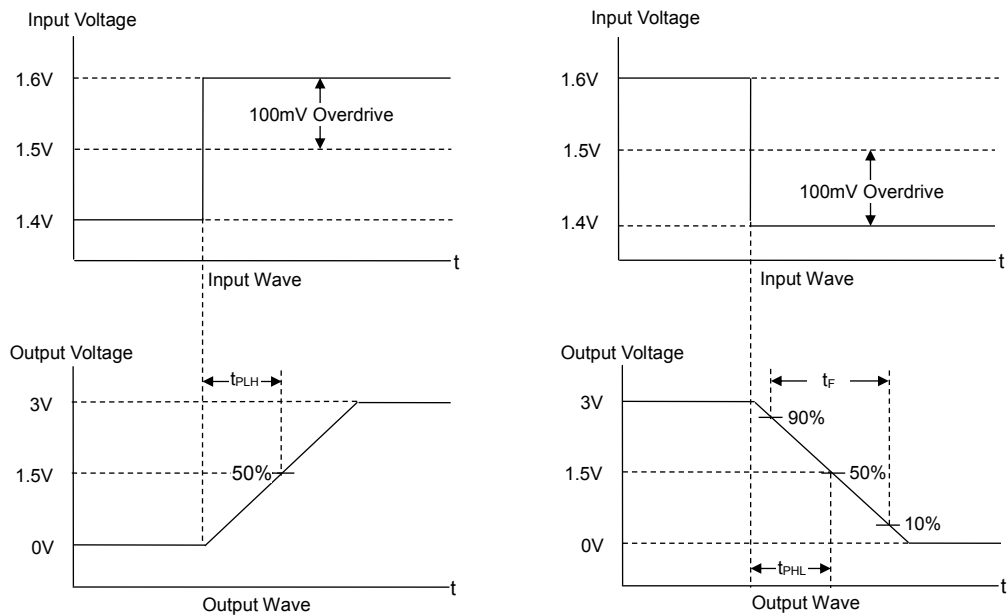 Input Voltage
1.6V
100mV Overdrive
1.5V
1.4V
t
Input Wave
Output Voltage
tPLH
3V
1.5V
50%
0V
t
Output Wave
Input Voltage
1.6V
1.5V
100mV Overdrive
1.4V
t
Input Wave
Output Voltage
tF
3V
90%
1.5V
50%
10%
0V
tPHL
t
Output Wave